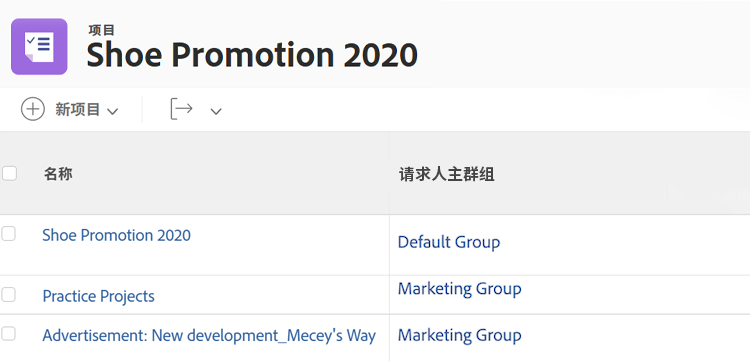 项目
Shoe Promotion 2020
新项目
名称 请求人主群组
Shoe Promotion 2020 Default Group
Practice Projects Marketing Group
Advertisement: New development_Mecey's Way Marketing Group